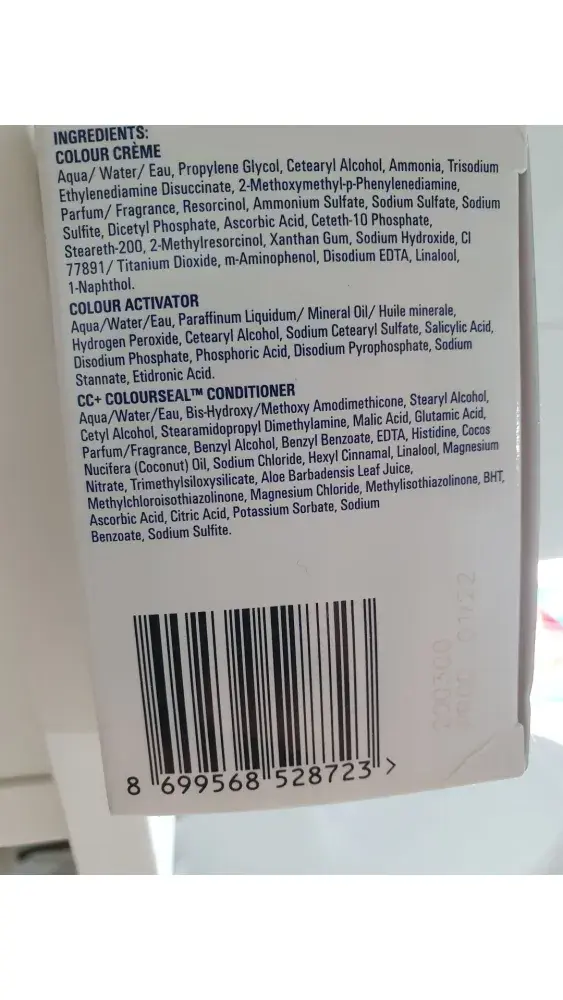 INGREDIENTS:
COLOUR CRÈME
Aqua/ Water/ Eau, Propylene Glycol, Cetearyl Alcohol, Ammonia, Trisodium
Ethylenediamine Disuccinate, 2-Methoxymethyl-p-Phenylenediamine,
Parfum/ Fragrance, Resorcinol, Ammonium Sulfate, Sodium Sulfate, Sodium
Sulfite, Dicetyl Phosphate, Ascorbic Acid, Ceteth-10 Phosphate,
Steareth-200, 2-Methylresorcinol, Xanthan Gum, Sodium Hydroxide, CI
77891/ Titanium Dioxide, m-Aminophenol, Disodium EDTA, Linalool,
1-Naphthol.
COLOUR ACTIVATOR
Aqua/Water/Eau, Paraffinum Liquidum/ Mineral Oil/ Huile minerale,
Hydrogen Peroxide, Cetearyl Alcohol, Sodium Cetearyl Sulfate, Salicylic Acid,
Disodium Phosphate, Phosphoric Acid, Disodium Pyrophosphate, Sodium
Stannate, Etidronic Acid.
CC+ COLOURSEAL™ CONDITIONER
Aqua/Water/Eau, Bis-Hydroxy/Methoxy Amodimethicone, Stearyl Alcohol,
Cetyl Alcohol, Stearamidopropyl Dimethylamine, Malic Acid, Glutamic Acid,
Parfum/Fragrance, Benzyl Alcohol, Benzyl Benzoate, EDTA, Histidine, Cocos
Nucifera (Coconut) Oil, Sodium Chloride, Hexyl Cinnamal, Linalool, Magnesium
Nitrate, Trimethylsiloxysilicate, Aloe Barbadensis Leaf Juice,
Methylchloroisothiazolinone, Magnesium Chloride, Methylisothiazolinone, BHT,
Ascorbic Acid, Citric Acid, Potassium Sorbate, Sodium
Benzoate, Sodium Sulfite.
8 699568 528723 >
01/22